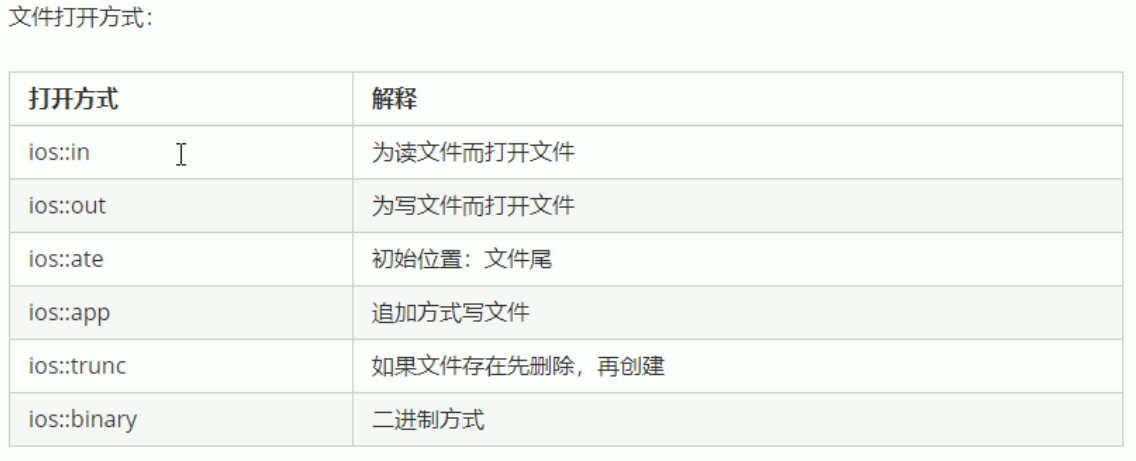 文件打开方式：
打开方式 解释
ios::in 为读文件而打开文件
ios::out 为写文件而打开文件
ios::ate 初始位置：文件尾
ios::app 追加方式写文件
ios::trunc 如果文件存在先删除，再创建
ios::binary 二进制方式